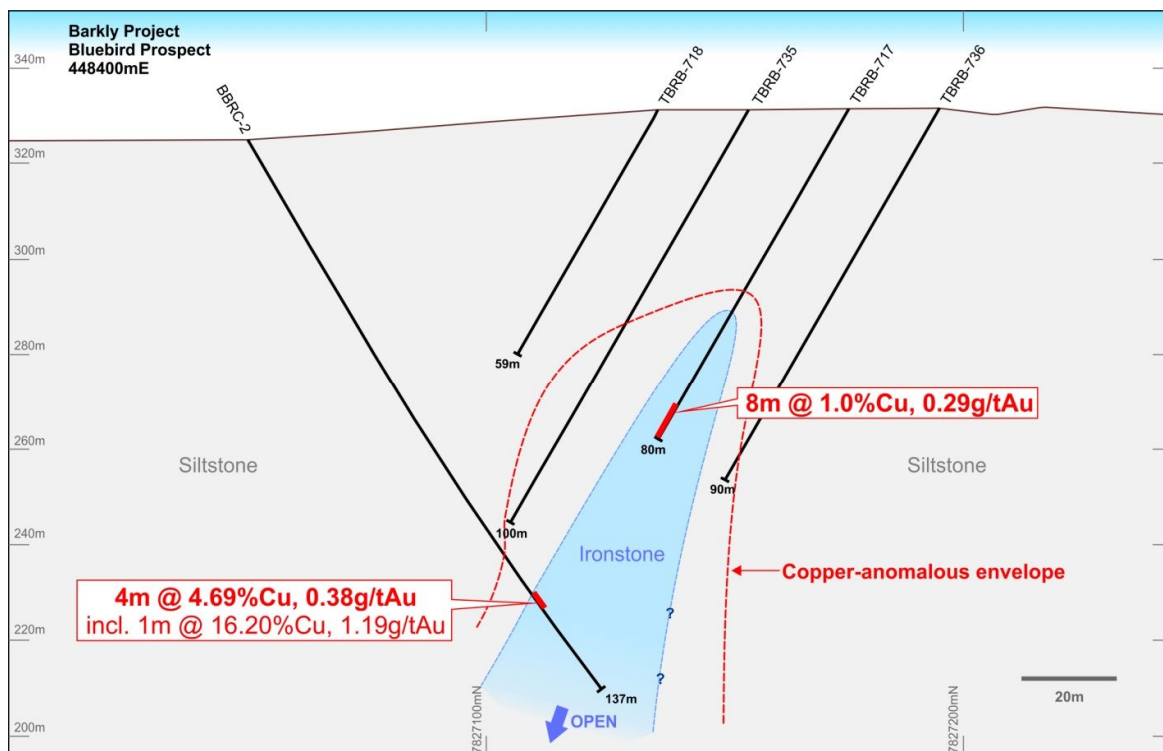 Barkly Project
Bluebird Prospect
448400mE
340m
320m
300m
280m
260m
240m
220m
200m
BBRC-2
TBRB-718
TBRB-735
TBRB-717
TBRB-736
59m
8m @ 1.0%Cu, 0.29g/tAu
80m
Siltstone
Siltstone
90m
100m
Ironstone
Copper-anomalous envelope
4m @ 4.69%Cu, 0.38g/tAu
incl. 1m @ 16.20%Cu, 1.19g/tAu
?
?
137m
OPEN
20m
7827100mN
7827200mN